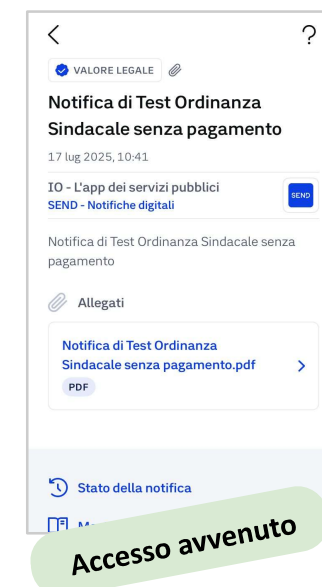 ?
VALORE LEGALE
Notifica di Test Ordinanza
Sindacale senza pagamento
17 lug 2025, 10:41
IO - L'app dei servizi pubblici
SEND - Notifiche digitali
SEND
Notifica di Test Ordinanza Sindacale senza
pagamento
Allegati
Notifica di Test Ordinanza
Sindacale senza pagamento.pdf
PDF
Stato della notifica
Accesso avvenuto